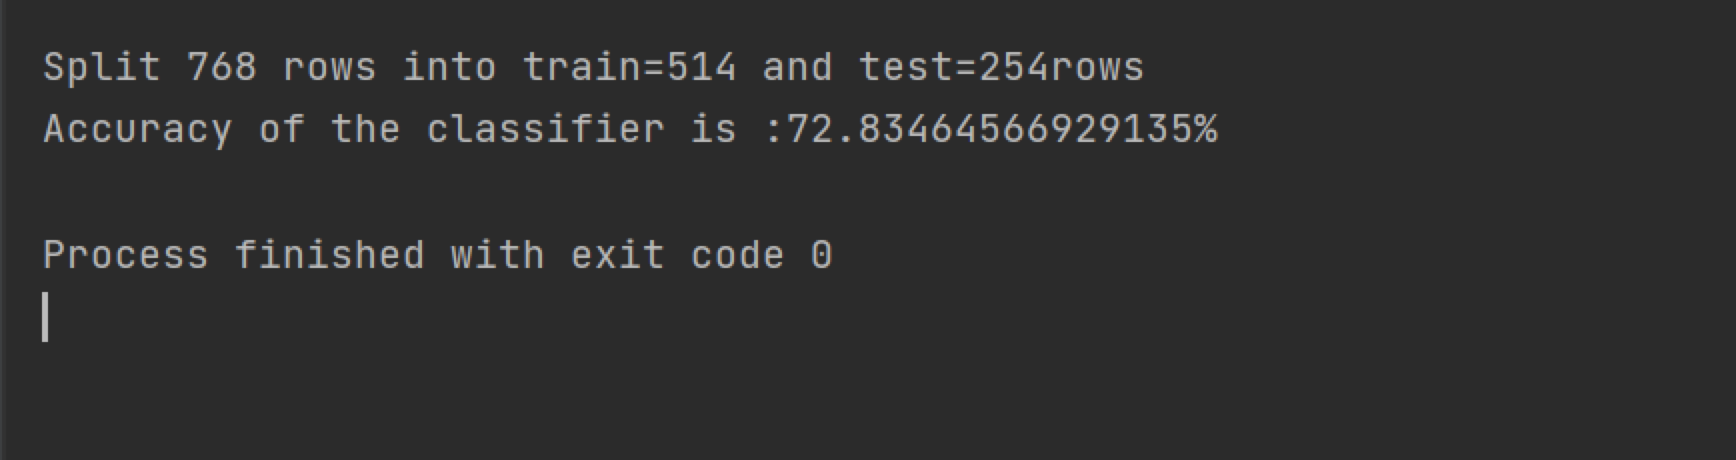 Split 768 rows into train=514 and test=254rows
Accuracy of the classifier is :72.83464566929135%
Process finished with exit code 0